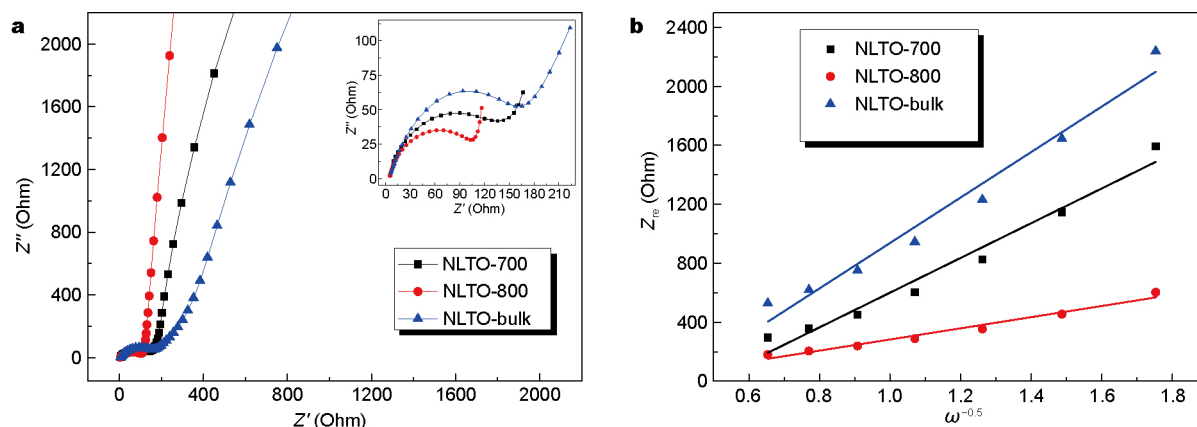 a
2000
1600
1200
800
400
0
Z″ (Ohm)
0 400 800 1200 1600 2000
Z′ (Ohm)
100
75
50
25
0
Z″ (Ohm)
0 30 60 90 120 150 180 210
Z′ (Ohm)
NLTO-700
NLTO-800
NLTO-bulk
b
2400
2000
1600
1200
800
400
0
Zre (Ohm)
NLTO-700
NLTO-800
NLTO-bulk
0.6 0.8 1.0 1.2 1.4 1.6 1.8
ω−0.5